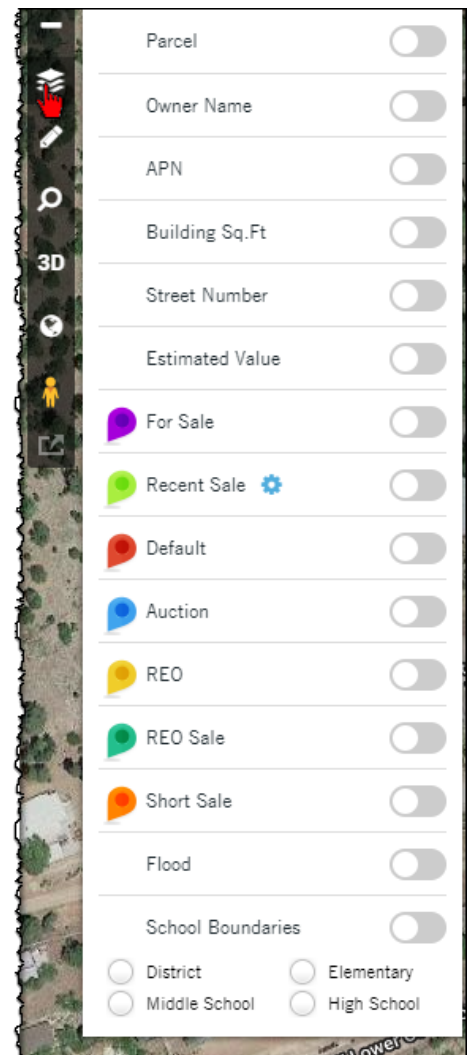 Parcel
Owner Name
APN
Building Sq.Ft
3D
Street Number
Estimated Value
For Sale
Recent Sale
Default
Auction
REO
REO Sale
Short Sale
Flood
School Boundaries
District Elementary
Middle School High School